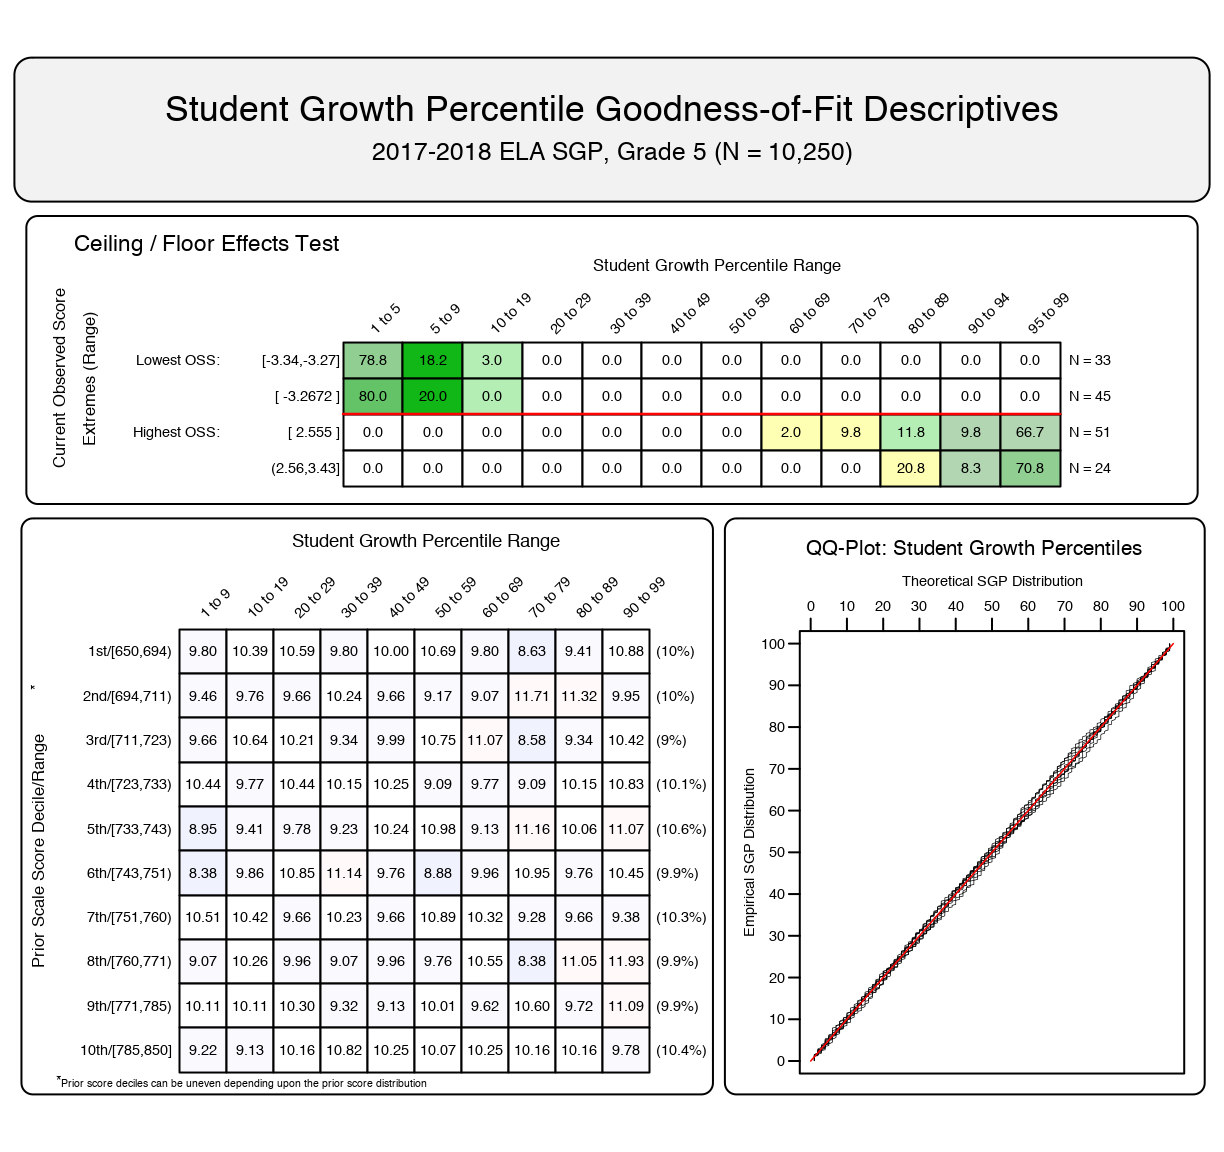 Student Growth Percentile Goodness-of-Fit Descriptives
2017-2018 ELA SGP, Grade 5 (N = 10,250)
Ceiling / Floor Effects Test
Student Growth Percentile Range
1 to 5 5 to 9 10 to 19 20 to 29 30 to 39 40 to 49 50 to 59 60 to 69 70 to 79 80 to 89 90 to 94 95 to 99
Current Observed Score
Extremes (Range)
Lowest OSS: [-3.34,-3.27] 78.8 18.2 3.0 0.0 0.0 0.0 0.0 0.0 0.0 0.0 0.0 0.0 N = 33
[ -3.2672 ] 80.0 20.0 0.0 0.0 0.0 0.0 0.0 0.0 0.0 0.0 0.0 0.0 N = 45
Highest OSS: [ 2.555 ] 0.0 0.0 0.0 0.0 0.0 0.0 0.0 2.0 9.8 11.8 9.8 66.7 N = 51
(2.56,3.43] 0.0 0.0 0.0 0.0 0.0 0.0 0.0 0.0 0.0 20.8 8.3 70.8 N = 24
Student Growth Percentile Range
1 to 9 10 to 19 20 to 29 30 to 39 40 to 49 50 to 59 60 to 69 70 to 79 80 to 89 90 to 99
Prior Scale Score Decile/Range *
1st/[650,694) 9.80 10.39 10.59 9.80 10.00 10.69 9.80 8.63 9.41 10.88 (10%)
2nd/[694,711) 9.46 9.76 9.66 10.24 9.66 9.17 9.07 11.71 11.32 9.95 (10%)
3rd/[711,723) 9.66 10.64 10.21 9.34 9.99 10.75 11.07 8.58 9.34 10.42 (9%)
4th/[723,733) 10.44 9.77 10.44 10.15 10.25 9.09 9.77 9.09 10.15 10.83 (10.1%)
5th/[733,743) 8.95 9.41 9.78 9.23 10.24 10.98 9.13 11.16 10.06 11.07 (10.6%)
6th/[743,751) 8.38 9.86 10.85 11.14 9.76 8.88 9.96 10.95 9.76 10.45 (9.9%)
7th/[751,760) 10.51 10.42 9.66 10.23 9.66 10.89 10.32 9.28 9.66 9.38 (10.3%)
8th/[760,771) 9.07 10.26 9.96 9.07 9.96 9.76 10.55 8.38 11.05 11.93 (9.9%)
9th/[771,785) 10.11 10.11 10.30 9.32 9.13 10.01 9.62 10.60 9.72 11.09 (9.9%)
10th/[785,850] 9.22 9.13 10.16 10.82 10.25 10.07 10.25 10.16 10.16 9.78 (10.4%)
*Prior score deciles can be uneven depending upon the prior score distribution
QQ-Plot: Student Growth Percentiles
Theoretical SGP Distribution
0 10 20 30 40 50 60 70 80 90 100
Empirical SGP Distribution
100
90
80
70
60
50
40
30
20
10
0